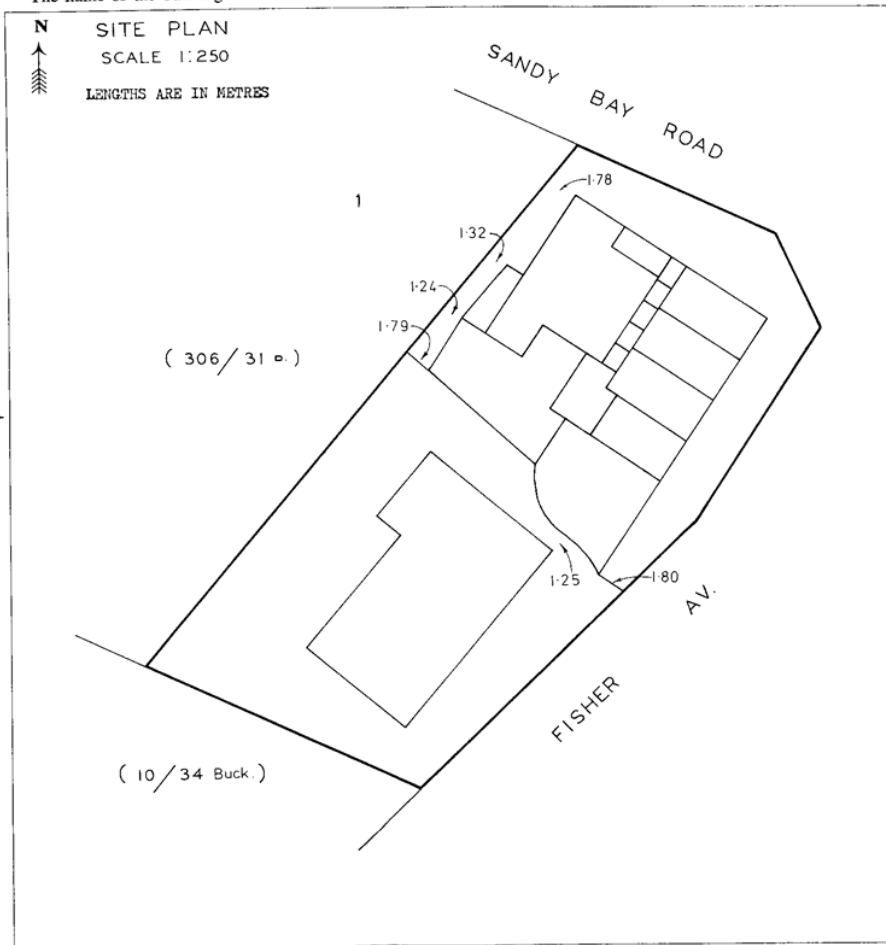 N
SITE PLAN
SCALE 1:250
LENGTHS ARE IN METRES
SANDY BAY ROAD
1·78
1
1·32
1·24
1·79
( 306/31 D. )
1·25
1·80
FISHER AV.
( 10/34 Buck. )